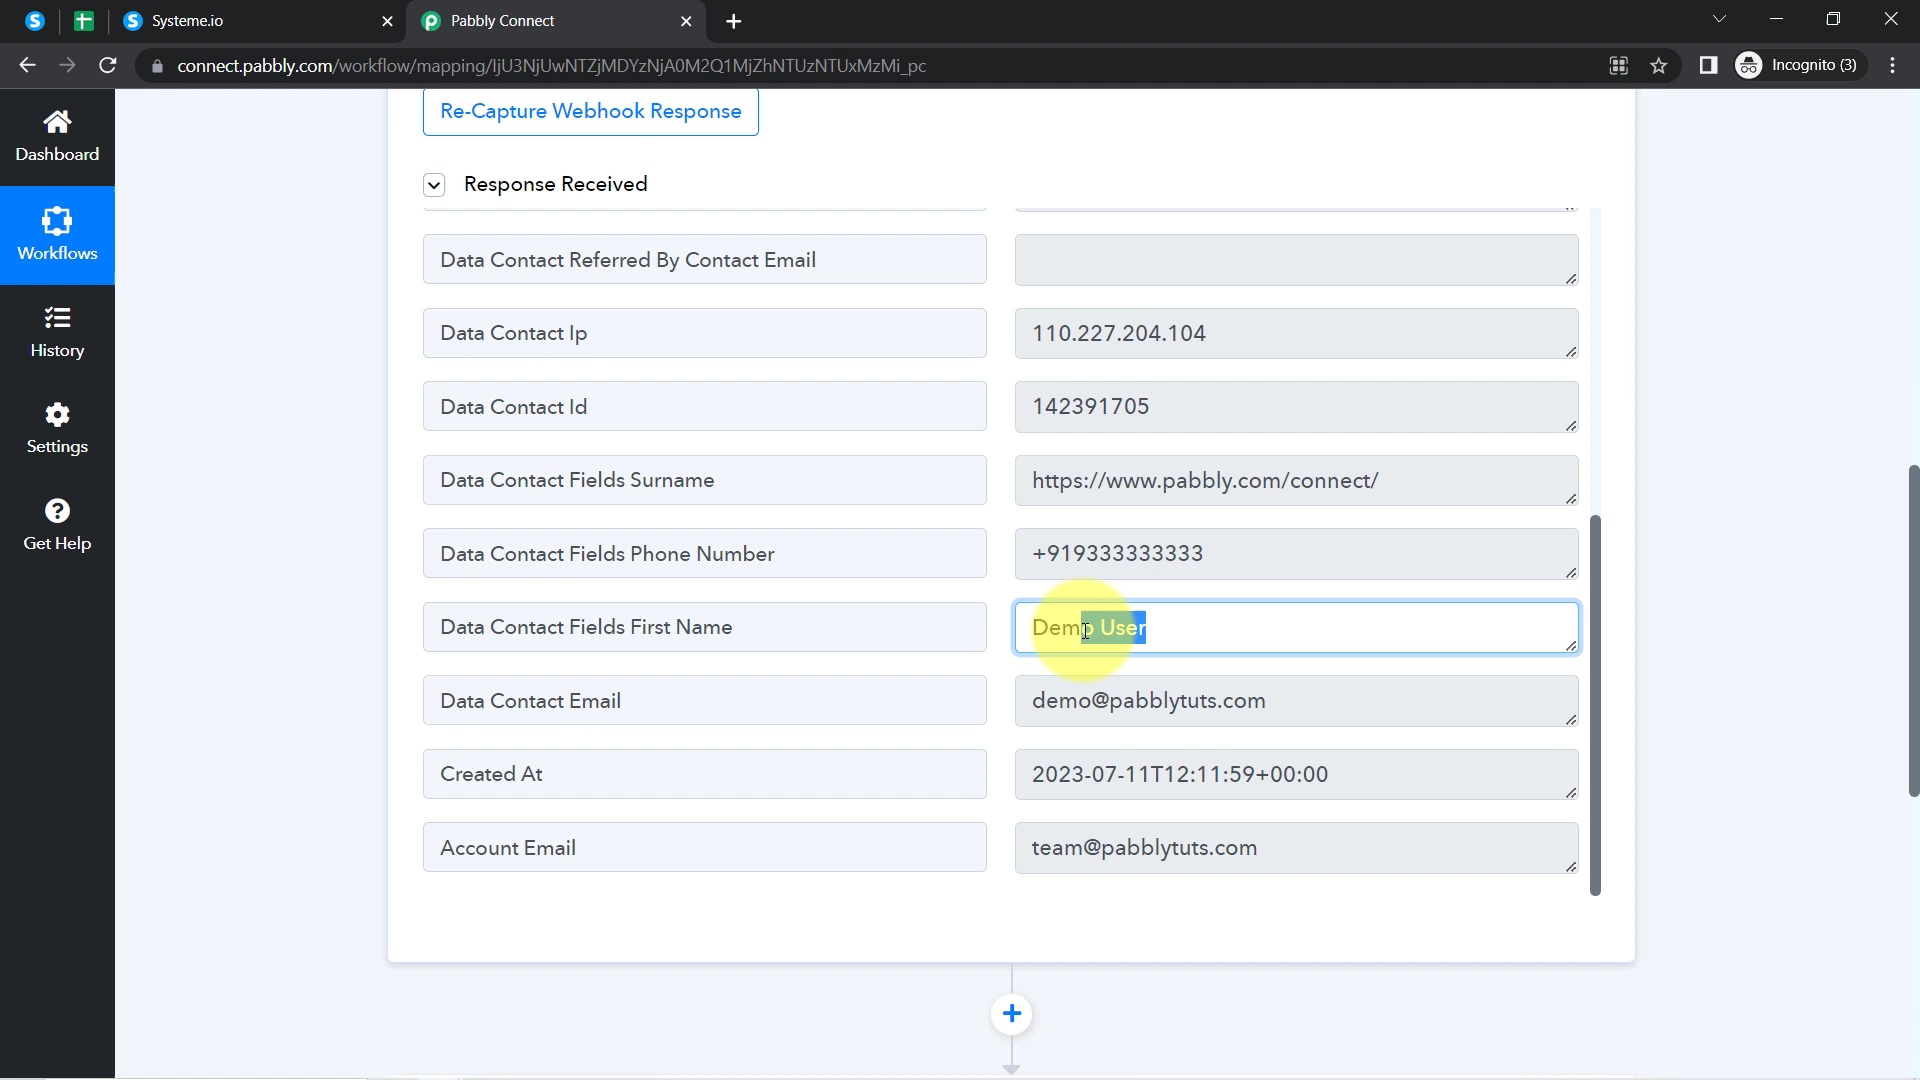 Systeme.io
Pabbly Connect
connect.pabbly.com/workflow/mapping/IjU3NjUwNTZjMDYzNjA0M2Q1MjZhNTUzNTUxMzMi_pc
Incognito (3)
Dashboard
Workflows
History
Settings
Get Help
Re-Capture Webhook Response
Response Received
Data Contact Referred By Contact Email
Data Contact Ip
110.227.204.104
Data Contact Id
142391705
Data Contact Fields Surname
https://www.pabbly.com/connect/
Data Contact Fields Phone Number
+919333333333
Data Contact Fields First Name
Demo User
Data Contact Email
demo@pabblytuts.com
Created At
2023-07-11T12:11:59+00:00
Account Email
team@pabblytuts.com